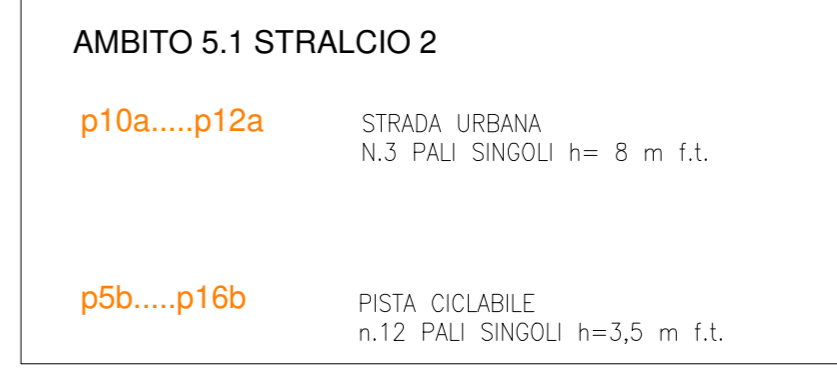 AMBITO 5.1 STRALCIO 2
p10a.....p12a STRADA URBANA
N.3 PALI SINGOLI h= 8 m f.t.
p5b.....p16b PISTA CICLABILE
n.12 PALI SINGOLI h=3,5 m f.t.